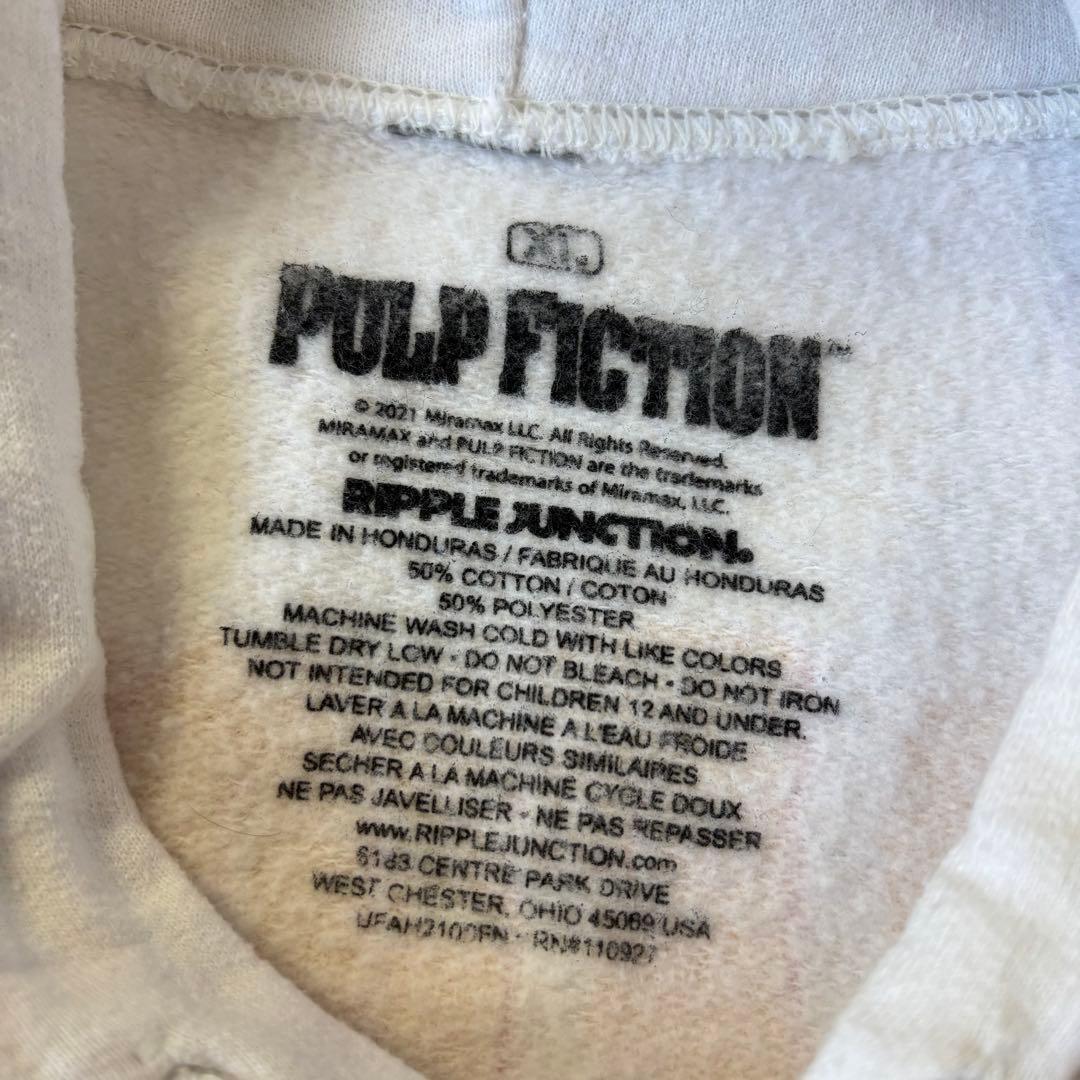 XL
PULP FICTION™
© 2021 Miramax LLC. All Rights Reserved.
MIRAMAX and PULP FICTION are the trademarks
or registered trademarks of Miramax, LLC.
RIPPLE JUNCTION®
MADE IN HONDURAS / FABRIQUE AU HONDURAS
50% COTTON / COTON
50% POLYESTER
MACHINE WASH COLD WITH LIKE COLORS
TUMBLE DRY LOW • DO NOT BLEACH • DO NOT IRON
NOT INTENDED FOR CHILDREN 12 AND UNDER.
LAVER A LA MACHINE A L'EAU FROIDE
AVEC COULEURS SIMILAIRES
SECHER A LA MACHINE CYCLE DOUX
NE PAS JAVELLISER • NE PAS REPASSER
www.RIPPLEJUNCTION.com
CENTRE PARK DRIVE
WEST CHESTER, OHIO 45069 USA
RN#110927